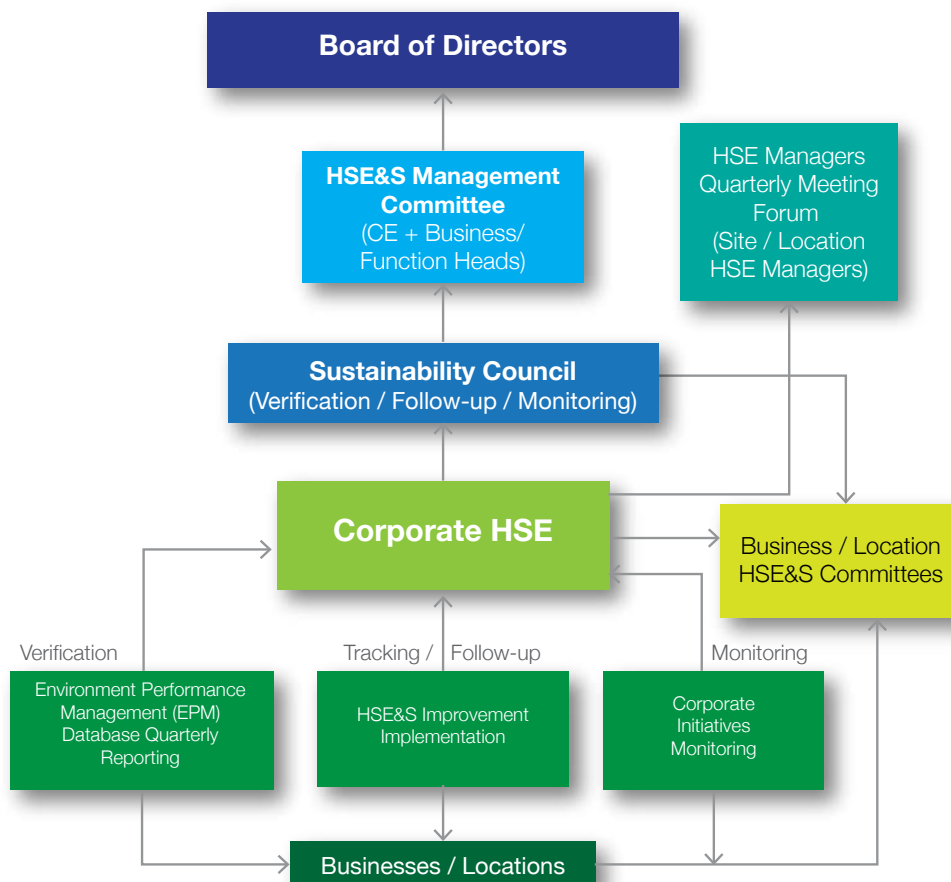 Board of Directors
HSE&S Management
Committee
(CE + Business/
Function Heads)
HSE Managers
Quarterly Meeting
Forum
(Site / Location
HSE Managers)
Sustainability Council
(Verification / Follow-up / Monitoring)
Corporate HSE
Business / Location
HSE&S Committees
Verification
Tracking / Follow-up
Monitoring
Environment Performance
Management (EPM)
Database Quarterly
Reporting
HSE&S Improvement
Implementation
Corporate
Initiatives
Monitoring
Businesses / Locations